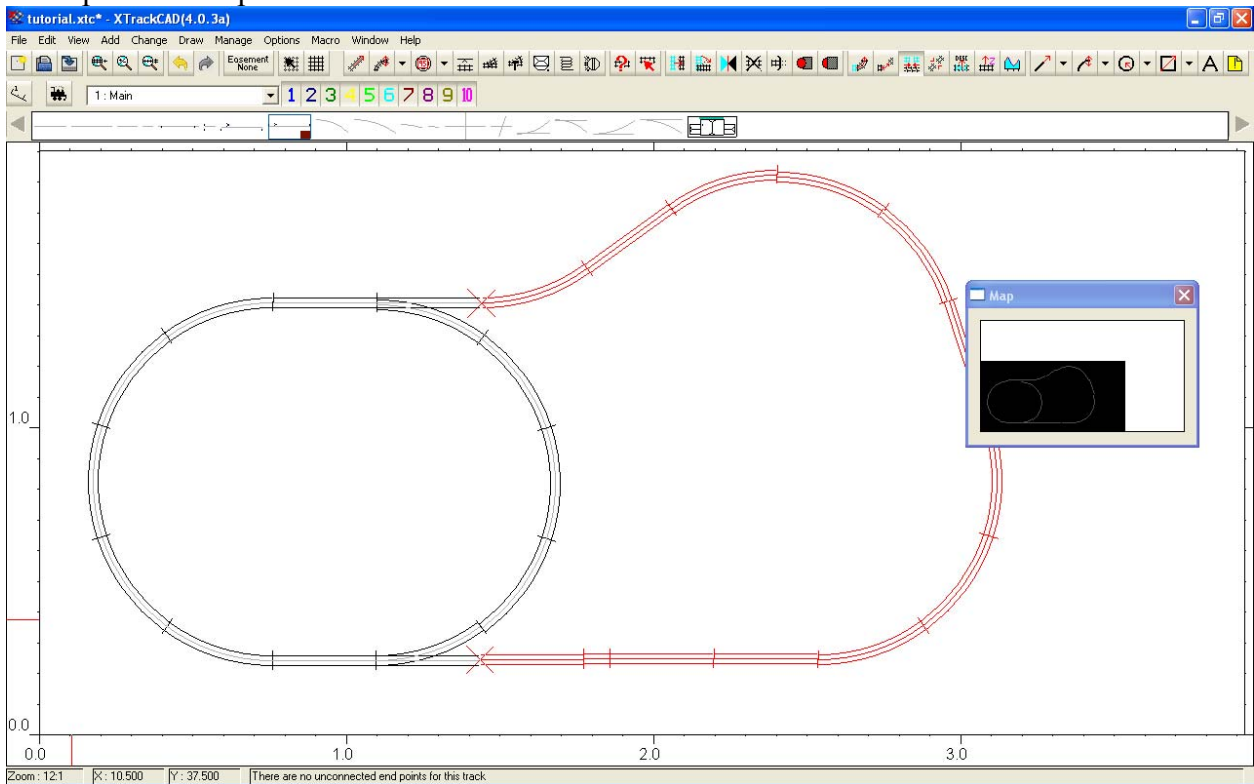 tutorial.xtc* - XTrackCAD(4.0.3a)
File Edit View Add Change Draw Manage Options Macro Window Help
Easement
None
1 : Main 1 2 3 4 5 6 7 8 9 10
Map
1.0
0.0
0.0 1.0 2.0 3.0
Zoom : 12:1 X : 10.500 Y : 37.500 There are no unconnected end points for this track